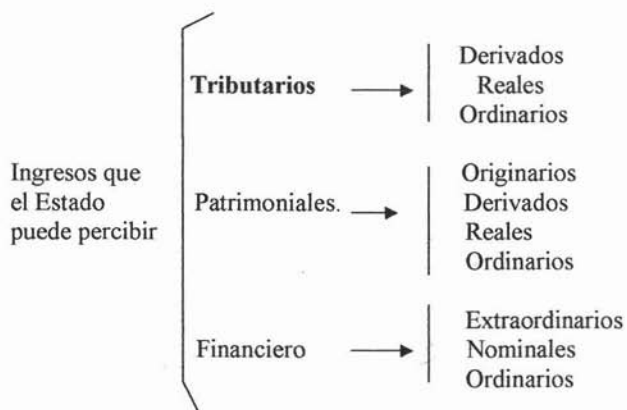 Ingresos que
el Estado
puede percibir
Tributarios
Derivados
Reales
Ordinarios
Patrimoniales.
Originarios
Derivados
Reales
Ordinarios
Financiero
Extraordinarios
Nominales
Ordinarios